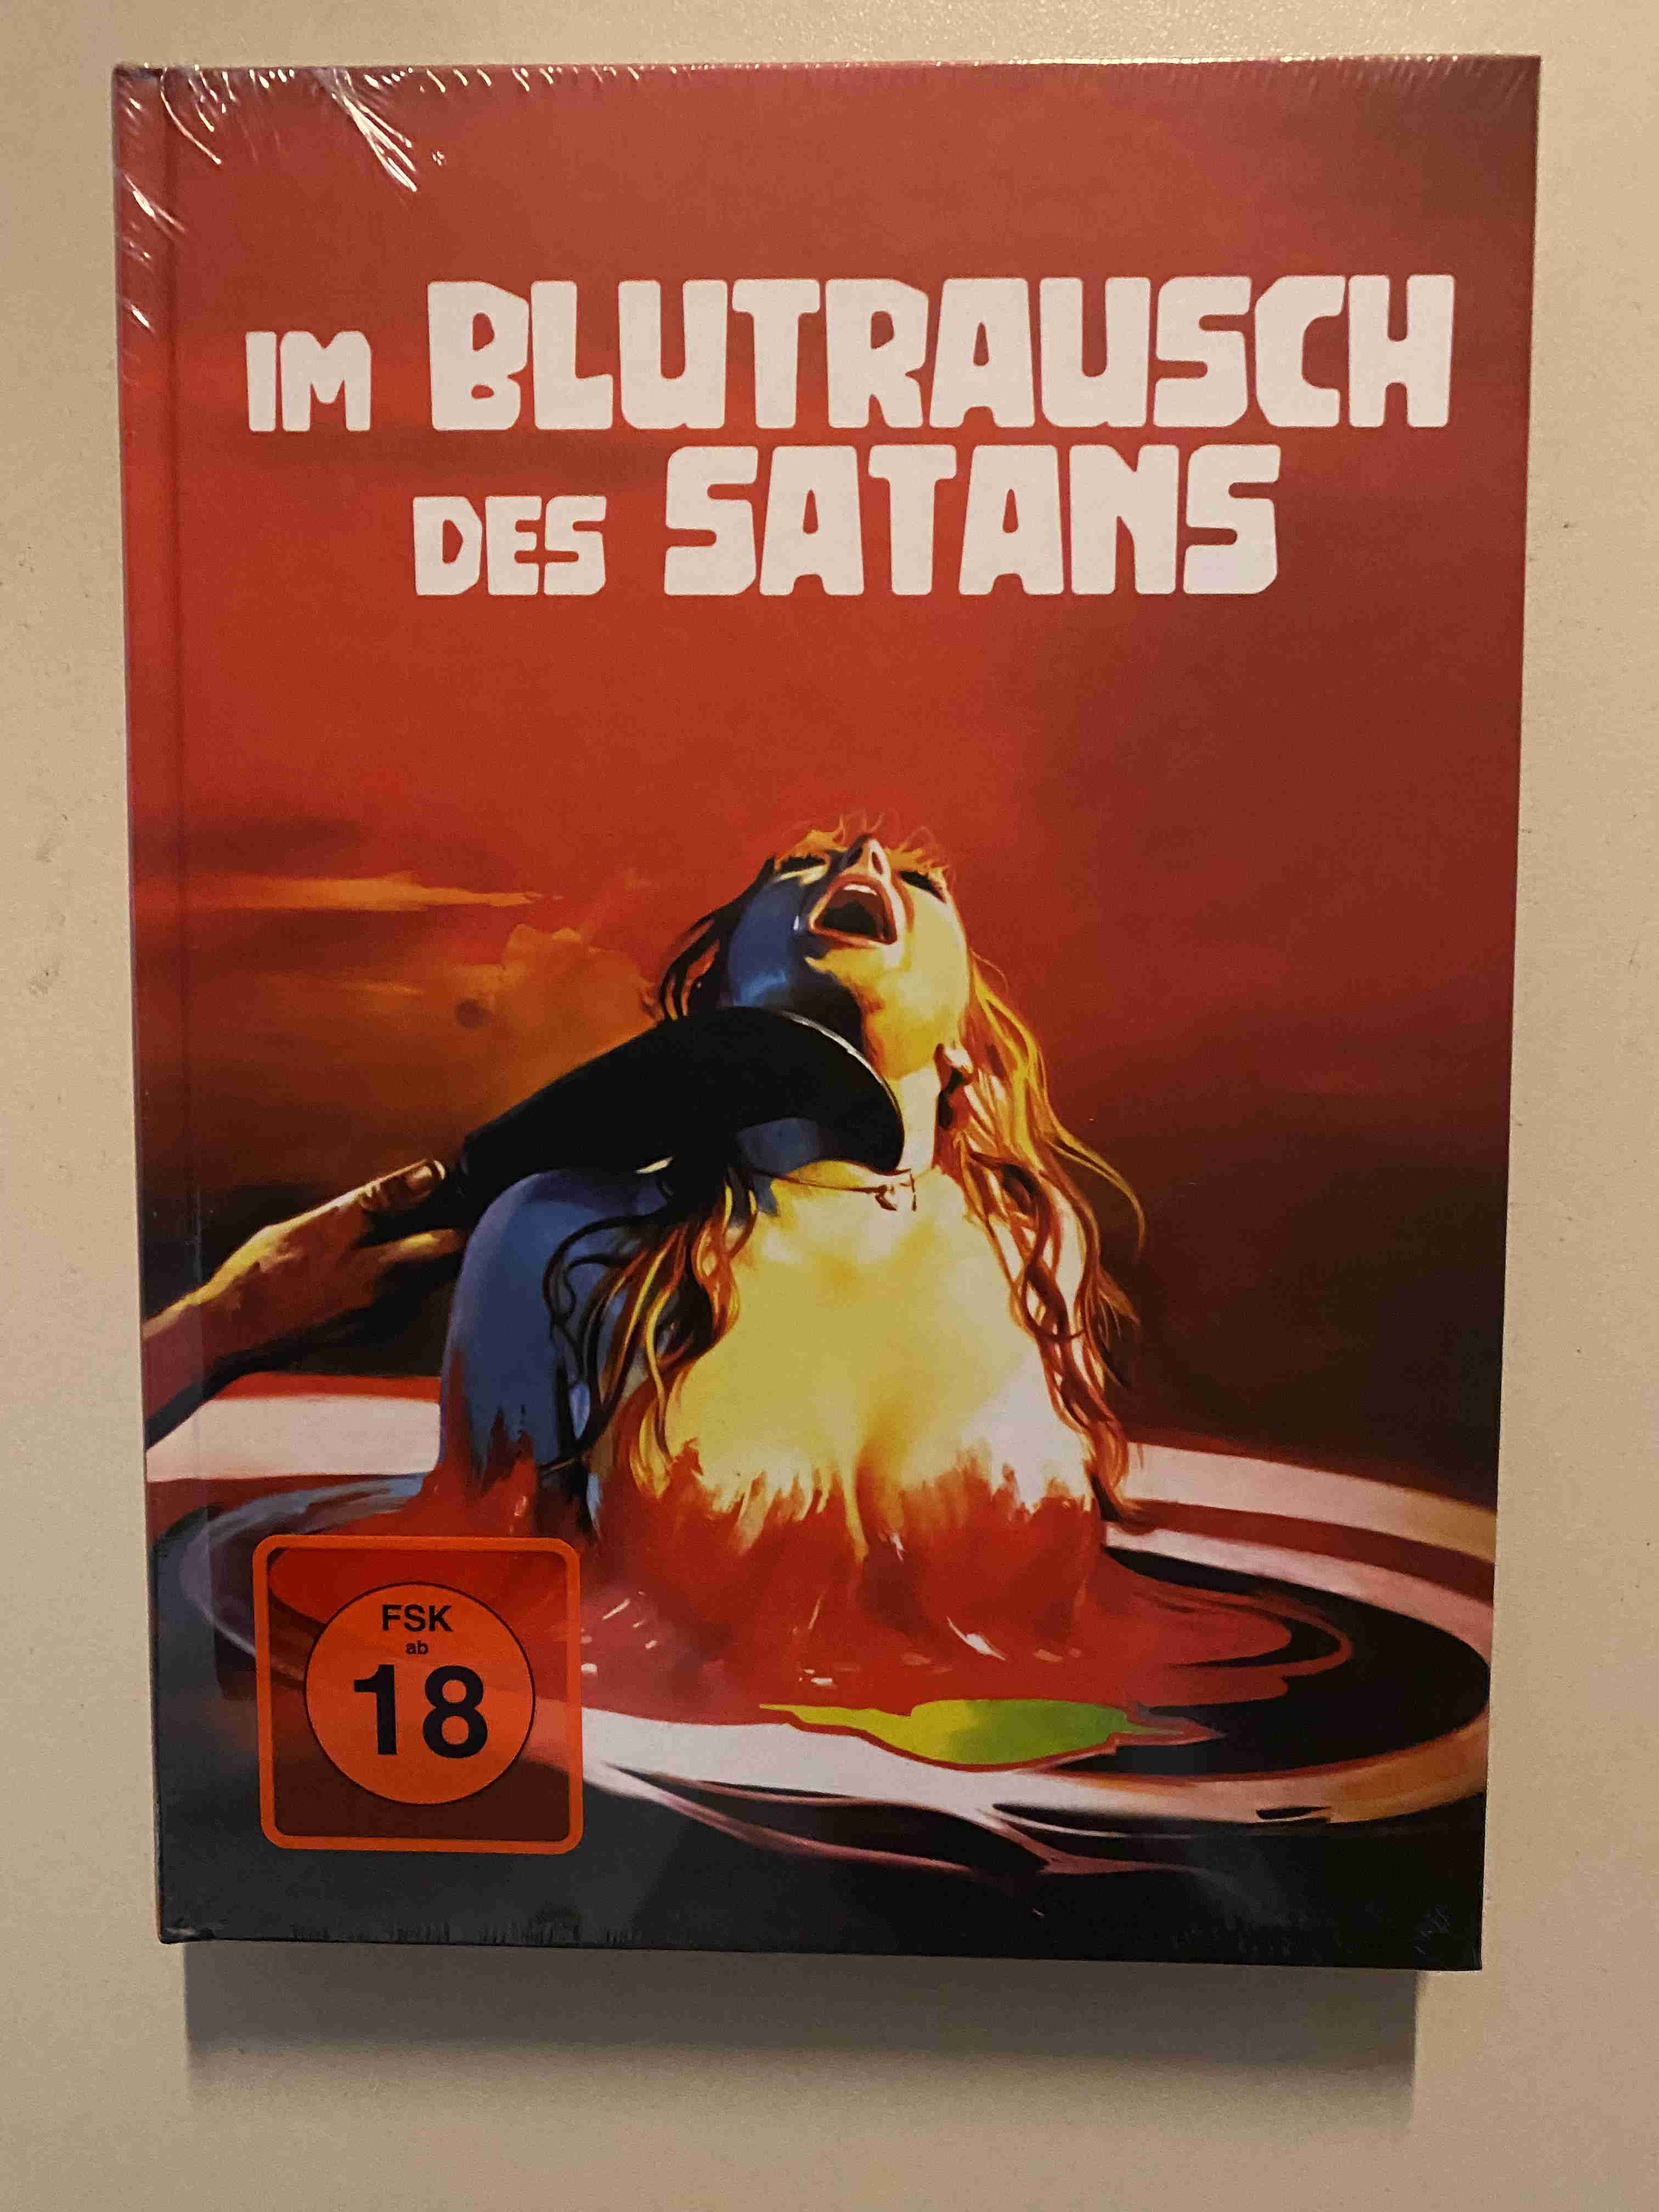 IM BLUTRAUSCH
DES SATANS
FSK
ab
18